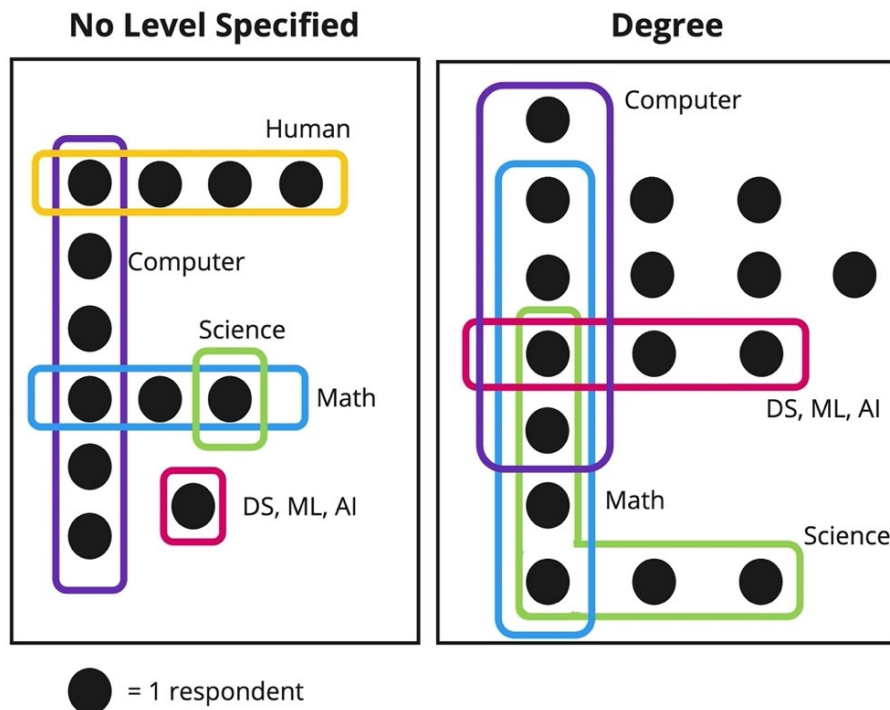 No Level Specified
Degree
Human
Computer
Science
Math
DS, ML, AI
Computer
DS, ML, AI
Math
Science
= 1 respondent